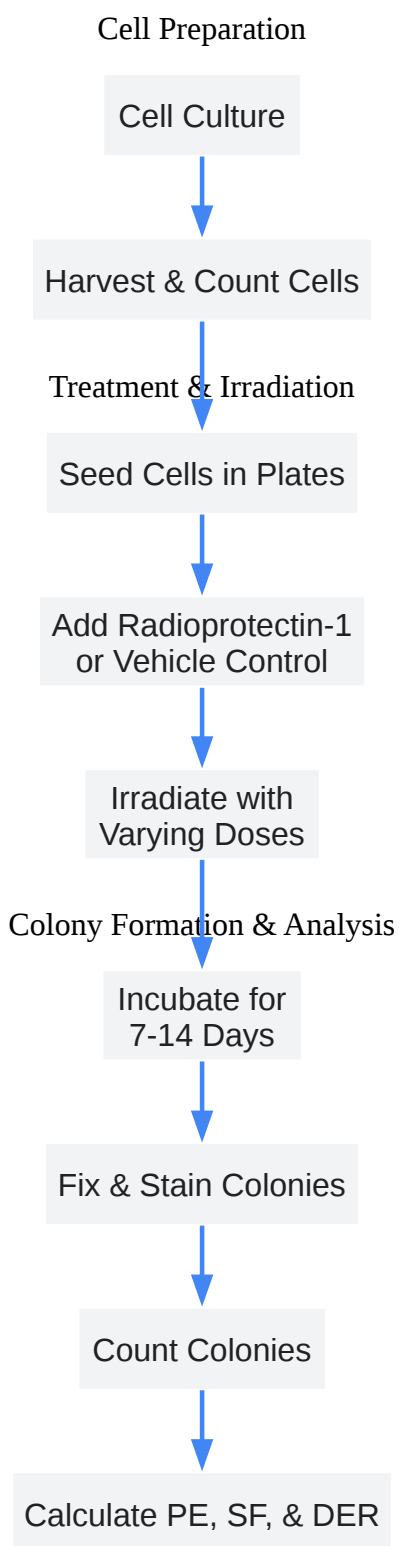 Cell Preparation
Cell Culture
Harvest & Count Cells
Treatment & Irradiation
Seed Cells in Plates
Add Radioprotectin-1
or Vehicle Control
Irradiate with
Varying Doses
Colony Formation & Analysis
Incubate for
7-14 Days
Fix & Stain Colonies
Count Colonies
Calculate PE, SF, & DER